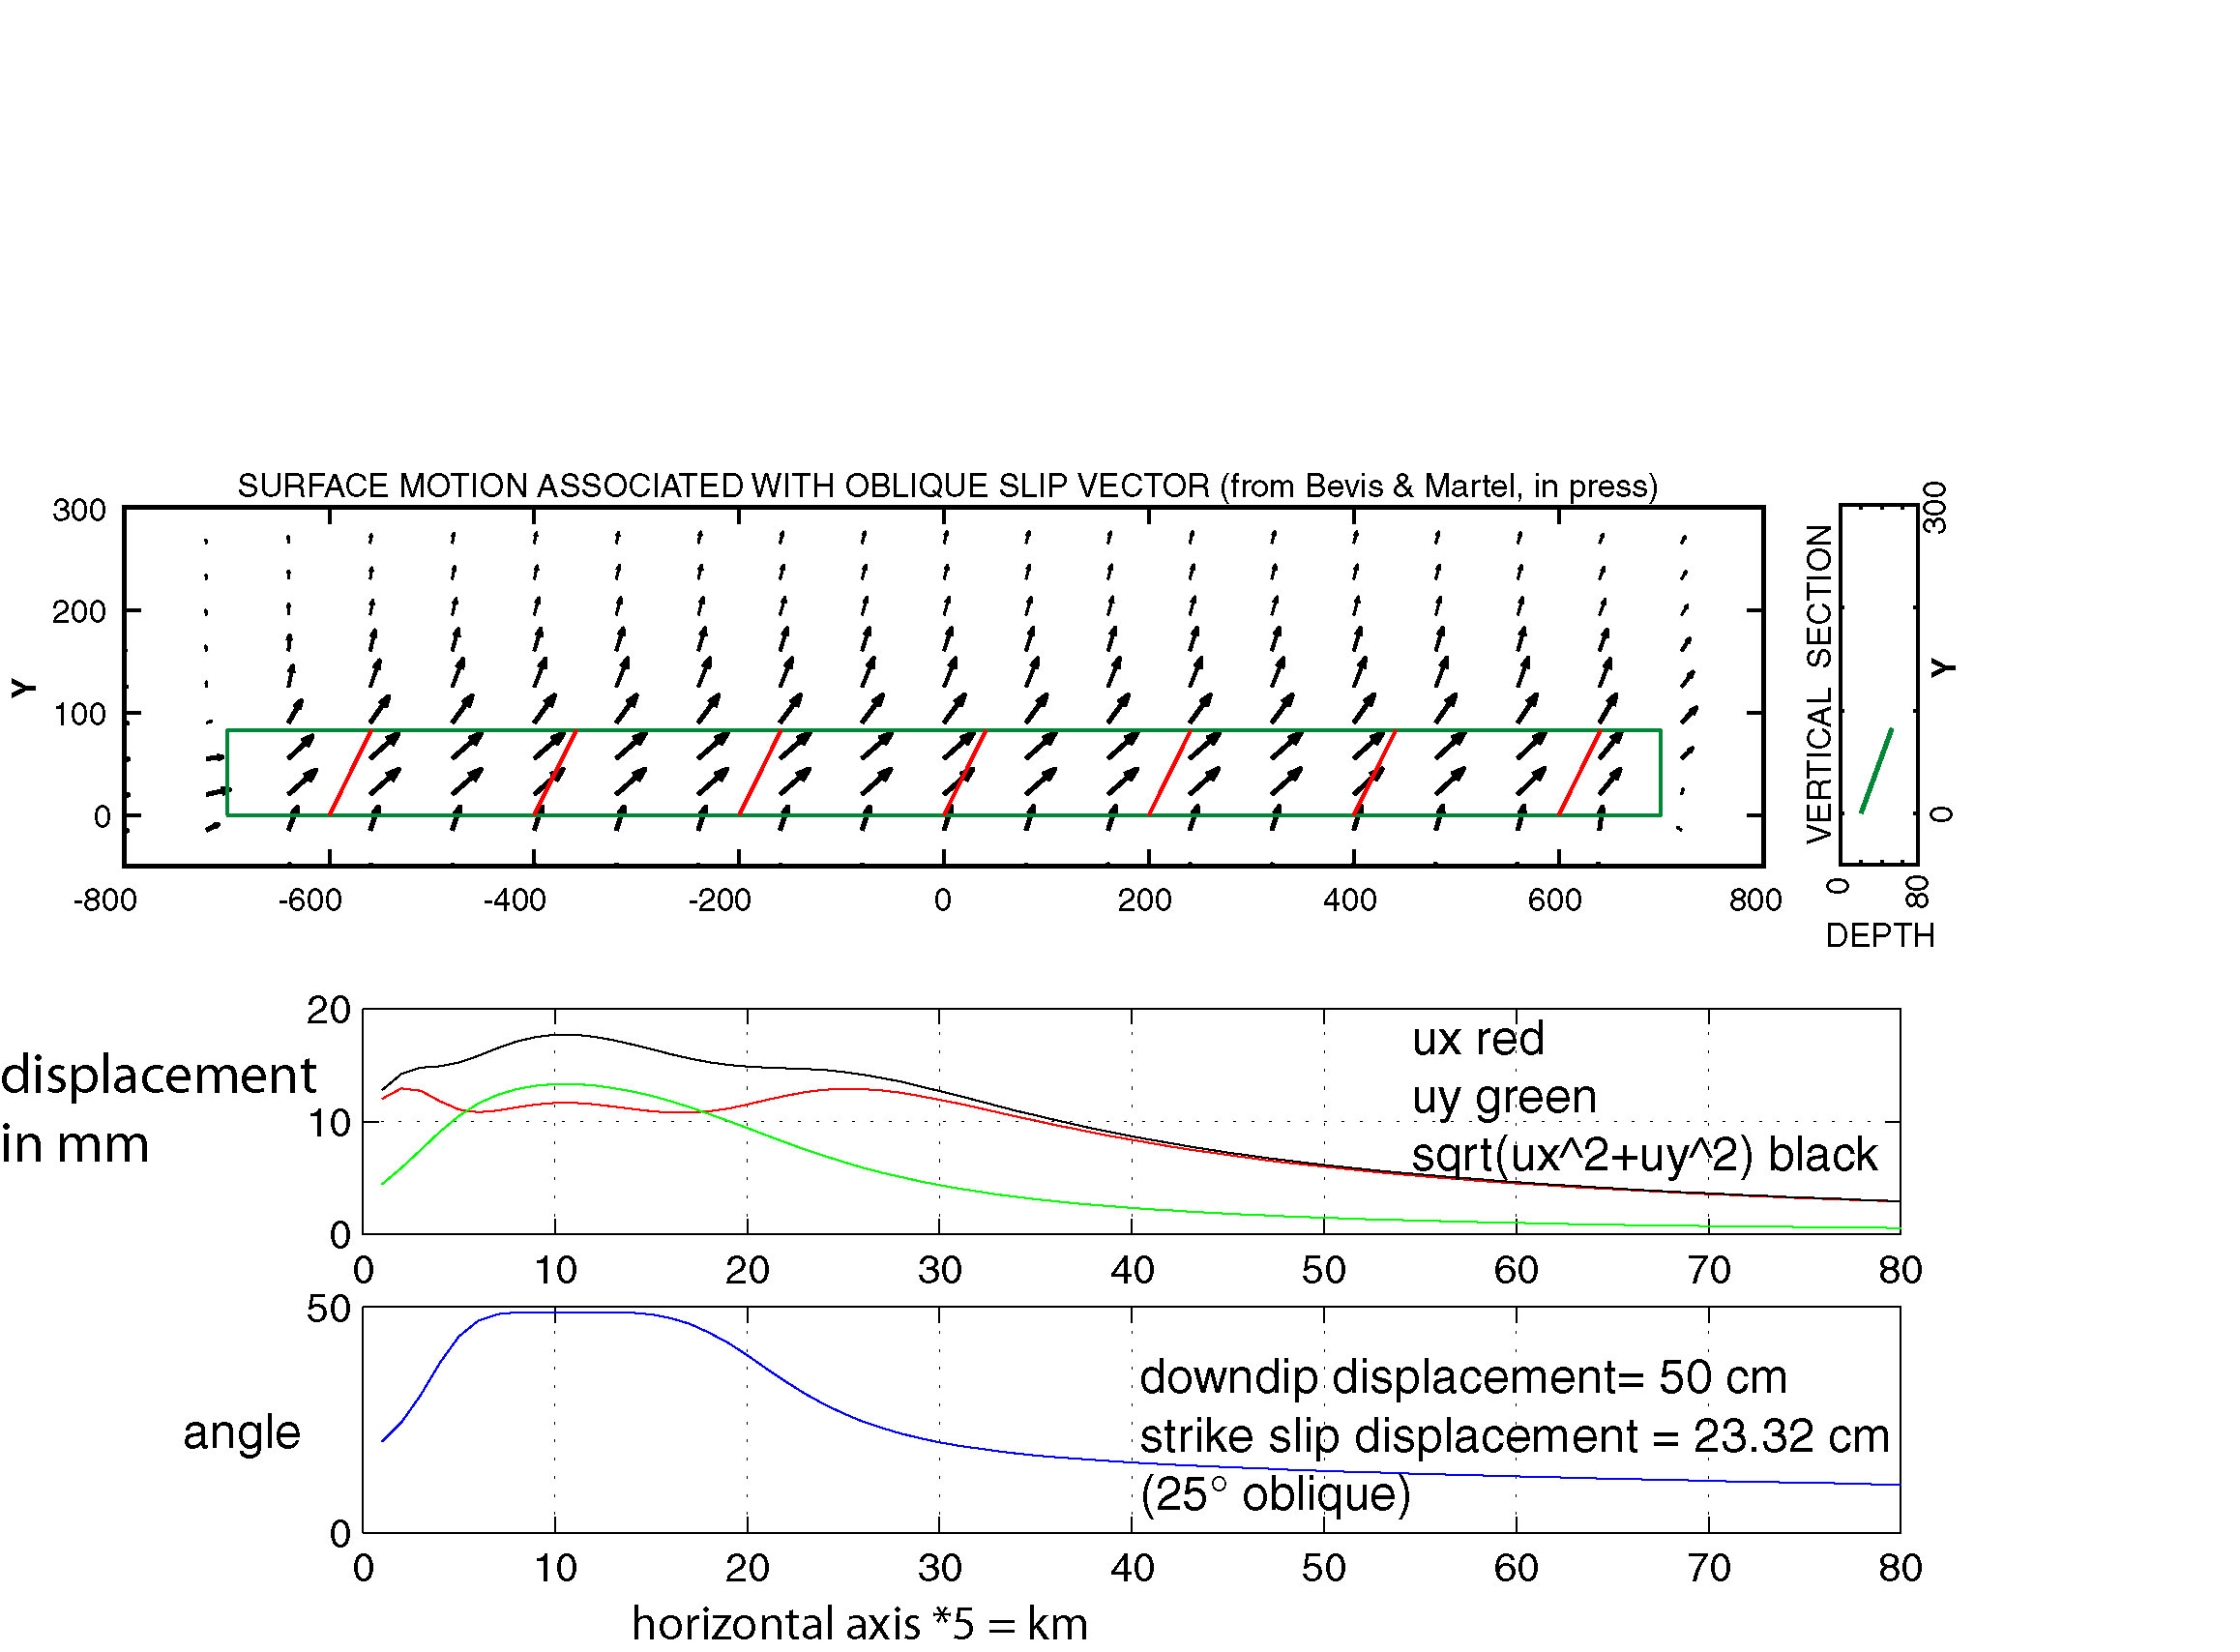 SURFACE MOTION ASSOCIATED WITH OBLIQUE SLIP VECTOR (from Bevis & Martel, in press)
300
200
100
0
Y
-800 -600 -400 -200 0 200 400 600 800
VERTICAL SECTION
300
Y
0
0 80
DEPTH
displacement
in mm
20
10
0
ux red
uy green
sqrt(ux^2+uy^2) black
0 10 20 30 40 50 60 70 80
angle
50
0
downdip displacement= 50 cm
strike slip displacement = 23.32 cm
(25° oblique)
0 10 20 30 40 50 60 70 80
horizontal axis *5 = km